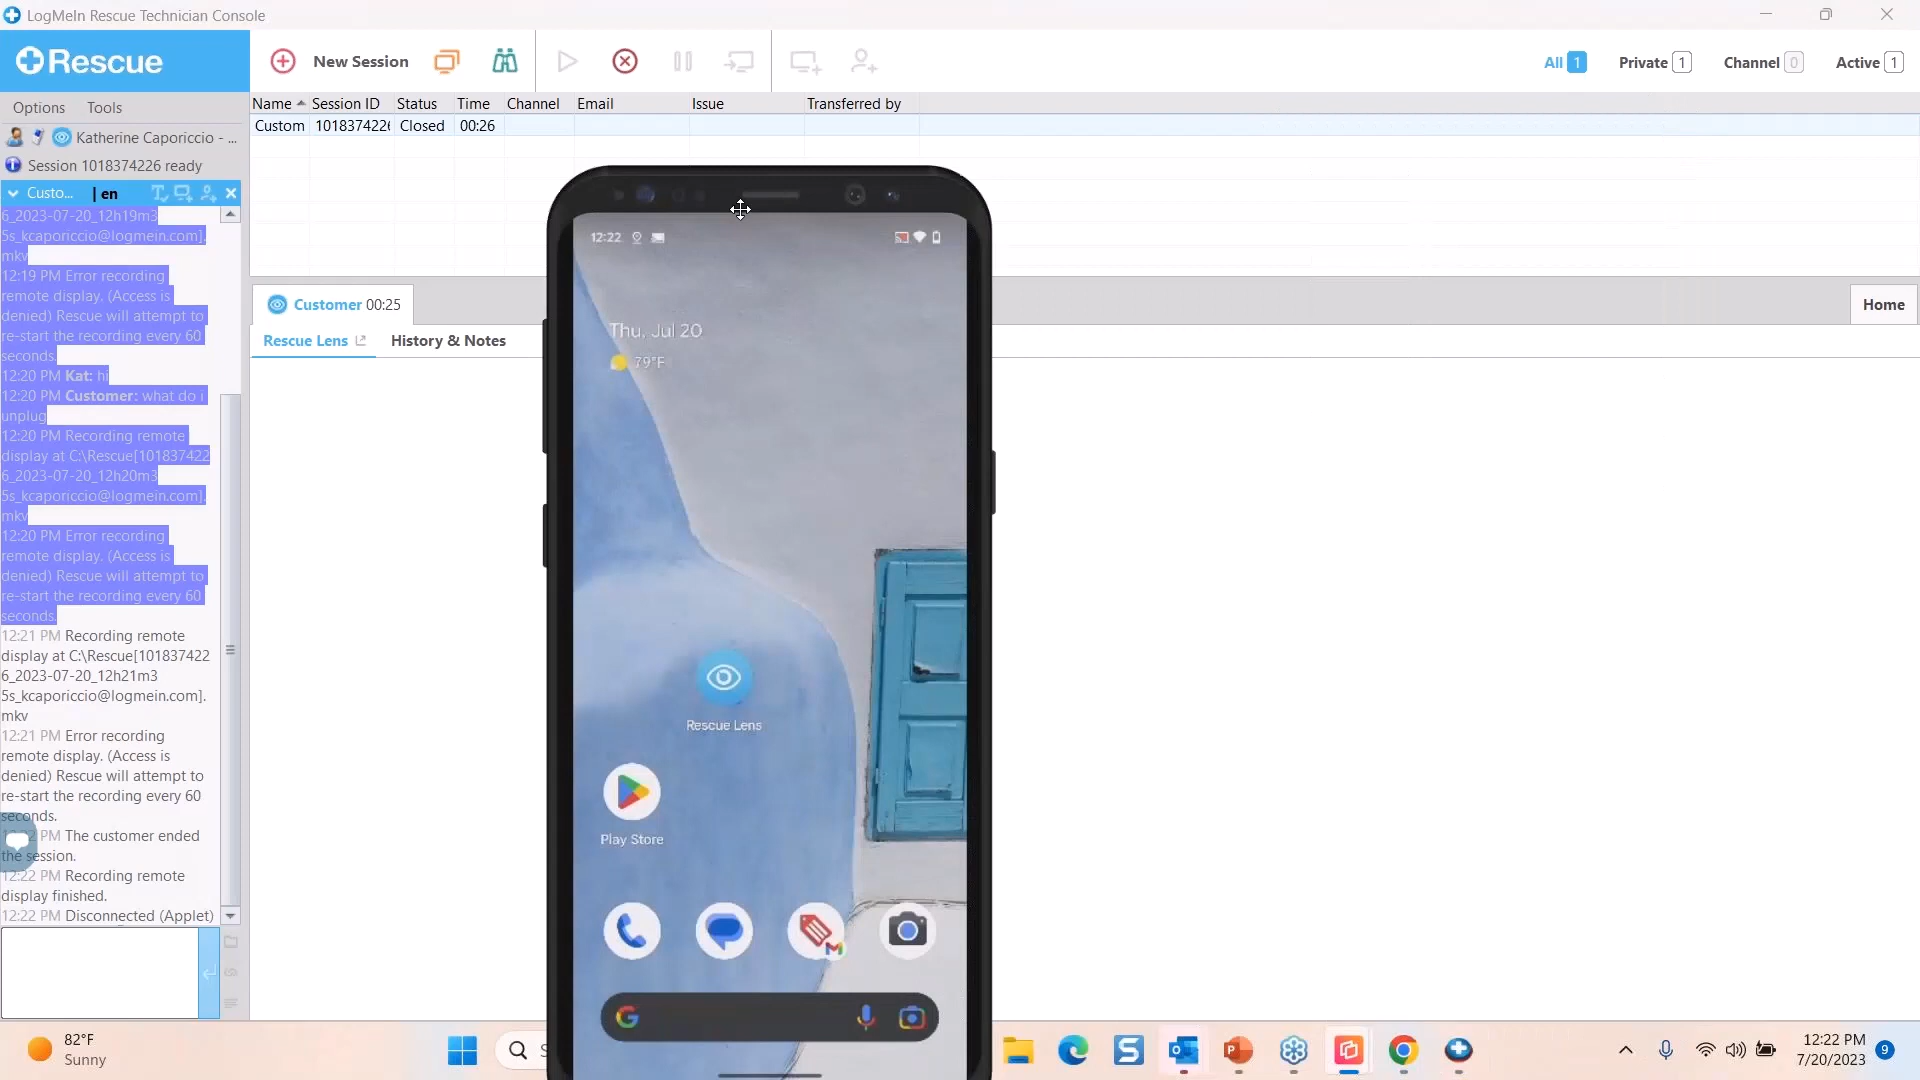 LogMeIn Rescue Technician Console
Rescue
New Session
All 1
Private 1
Channel 0
Active 1
Options Tools
Name Session ID Status Time Channel Email Issue Transferred by
Custom 1018374226 Closed 00:26
Katherine Caporiccio - ...
Session 1018374226 ready
Custo... | en
6_2023-07-20_12h19m3
5s_kcaporiccio@logmein.com].
mkv
12:19 PM Error recording
remote display. (Access is
denied) Rescue will attempt to
re-start the recording every 60
seconds.
12:20 PM Kat: hi
12:20 PM Customer: what do i
unplug
12:20 PM Recording remote
display at C:\Rescue[101837422
6_2023-07-20_12h20m3
5s_kcaporiccio@logmein.com].
mkv
12:20 PM Error recording
remote display. (Access is
denied) Rescue will attempt to
re-start the recording every 60
seconds.
12:21 PM Recording remote
display at C:\Rescue[101837422
6_2023-07-20_12h21m3
5s_kcaporiccio@logmein.com].
mkv
12:21 PM Error recording
remote display. (Access is
denied) Rescue will attempt to
re-start the recording every 60
seconds.
PM The customer ended
the session.
12:22 PM Recording remote
display finished.
12:22 PM Disconnected (Applet)
Customer 00:25
Home
Rescue Lens
History & Notes
12:22
Thu, Jul 20
79°F
Rescue Lens
Play Store
82°F
Sunny
S
12:22 PM
7/20/2023
9